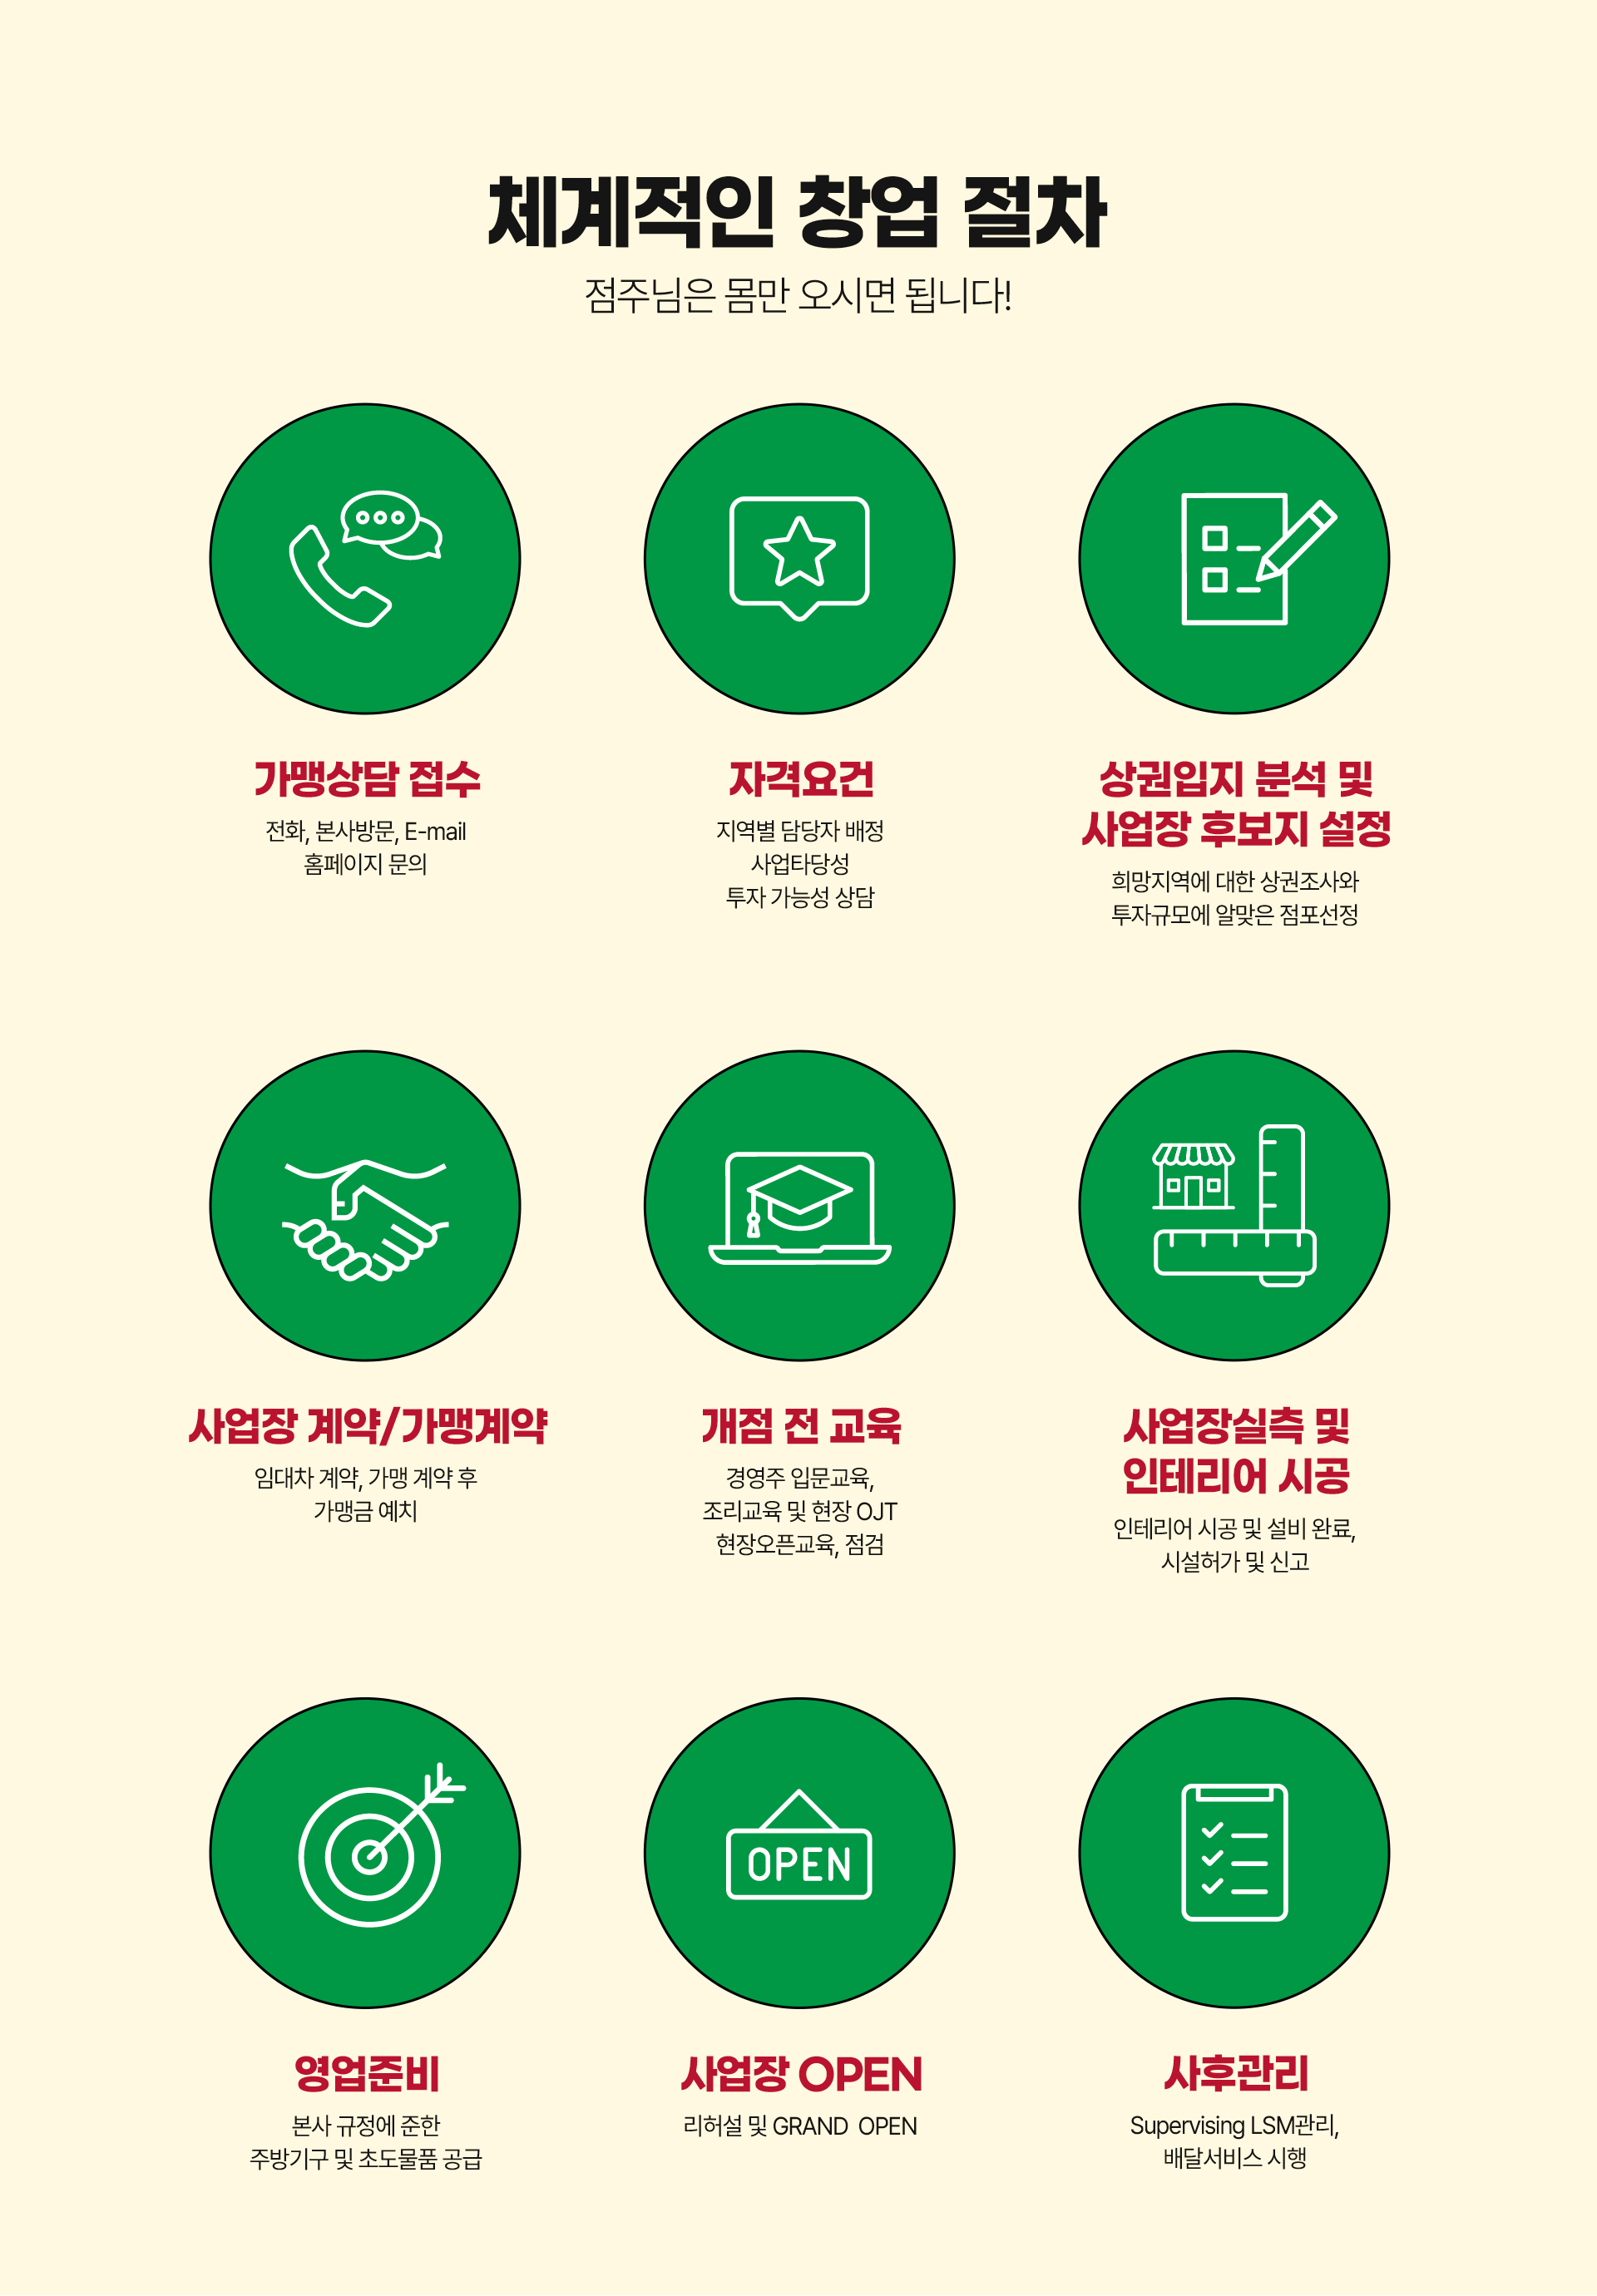 체계적인 창업 절차
점주님은 몸만 오시면 됩니다!
가맹상담 접수
전화, 본사방문, E-mail
홈페이지 문의
자격요건
지역별 담당자 배정
사업타당성
투자 가능성 상담
상권입지 분석 및
사업장 후보지 설정
희망지역에 대한 상권조사와
투자규모에 알맞은 점포선정
사업장 계약/가맹계약
임대차 계약, 가맹 계약 후
가맹금 예치
개점 전 교육
경영주 입문교육,
조리교육 및 현장 OJT
현장오픈교육, 점검
사업장실측 및
인테리어 시공
인테리어 시공 및 설비 완료,
시설허가 및 신고
영업준비
본사 규정에 준한
주방기구 및 초도물품 공급
OPEN
사업장 OPEN
리허설 및 GRAND OPEN
사후관리
Supervising LSM관리,
배달서비스 시행